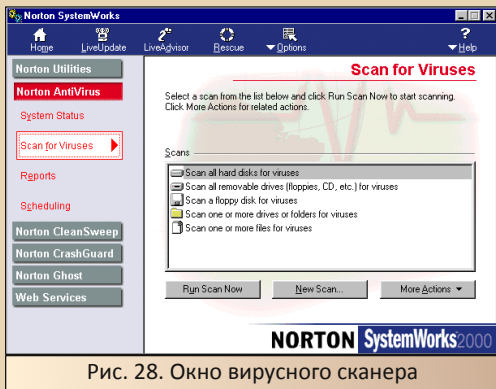 Norton SystemWorks
Home LiveUpdate LiveAdvisor Rescue Options Help
Norton Utilities
Norton AntiVirus
System Status
Scan for Viruses
Reports
Scheduling
Norton CleanSweep
Norton CrashGuard
Norton Ghost
Web Services
Scan for Viruses
Select a scan from the list below and click Run Scan Now to start scanning.
Click More Actions for related actions.
Scans
Scan all hard disks for viruses
Scan all removable drives (floppies, CD, etc.) for viruses
Scan a floppy disk for viruses
Scan one or more drives or folders for viruses
Scan one or more files for viruses
Run Scan Now New Scan... More Actions
NORTON SystemWorks 2000
Рис. 28. Окно вирусного сканера